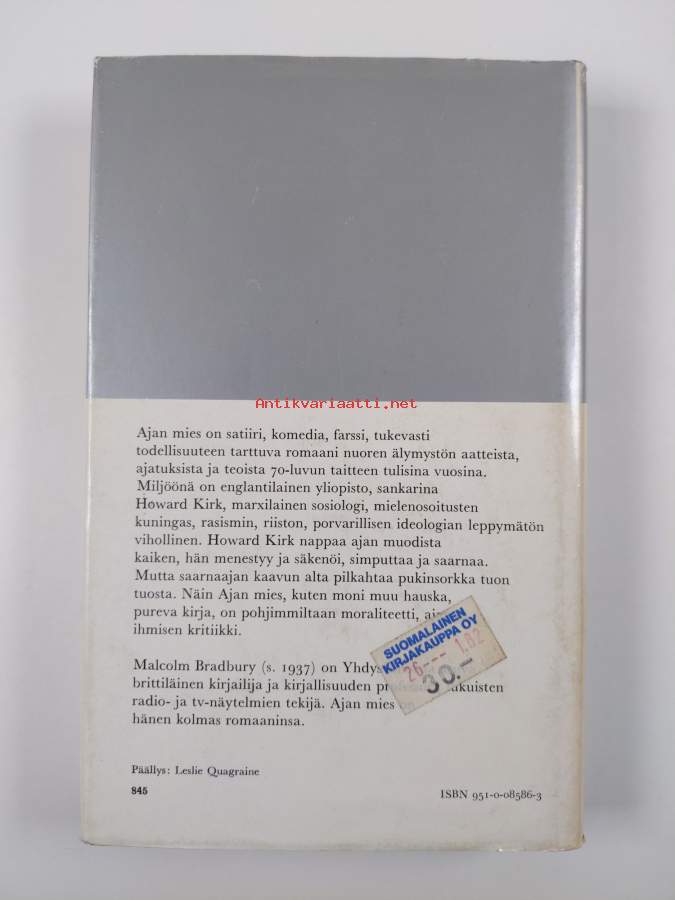 Antikvariaatti.net
Ajan mies on satiiri, komedia, farssi, tukevasti
todellisuuteen tarttuva romaani nuoren älymystön aatteista,
ajatuksista ja teoista 70-luvun taitteen tulisina vuosina.
Miljöönä on englantilainen yliopisto, sankarina
Howard Kirk, marxilainen sosiologi, mielenosoitusten
kuningas, rasismin, riiston, porvarillisen ideologian leppymätön
vihollinen. Howard Kirk nappaa ajan muodista
kaiken, hän menestyy ja säkenöi, simputtaa ja saarnaa.
Mutta saarnaajan kaavun alta pilkahtaa pukinsorkka tuon
tuosta. Näin Ajan mies, kuten moni muu hauska,
pureva kirja, on pohjimmiltaan moraliteetti,
ihmisen kritiikki.
SUOMALAINEN
KIRJAKAUPPA OY
26--- 1.82
30.-
Malcolm Bradbury (s. 1937) on
brittiläinen kirjailija ja kirjallisuuden
radio- ja tv-näytelmien tekijä. Ajan mies
hänen kolmas romaaninsa.
Päällys: Leslie Quagraine
845
ISBN 951-0-08586-3